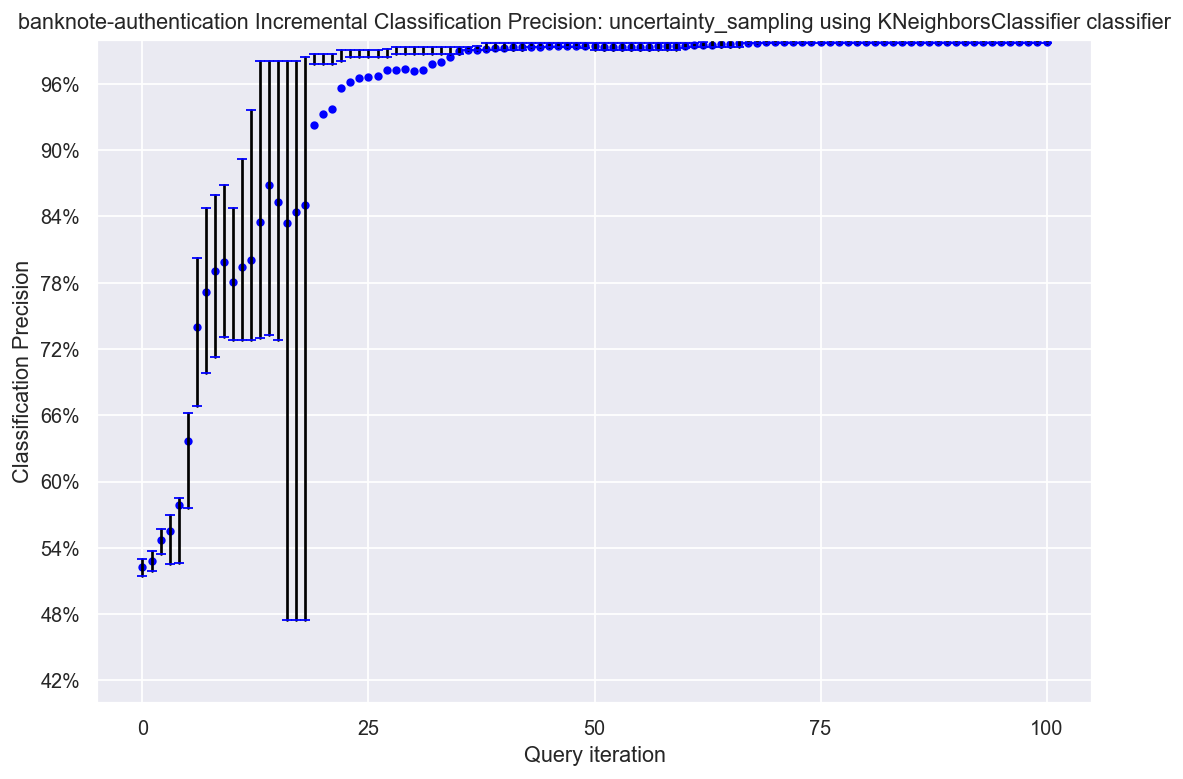 banknote-authentication Incremental Classification Precision: uncertainty_sampling using KNeighborsClassifier classifier
96%
90%
84%
78%
72%
66%
60%
54%
48%
42%
Classification Precision
0 25 50 75 100
Query iteration